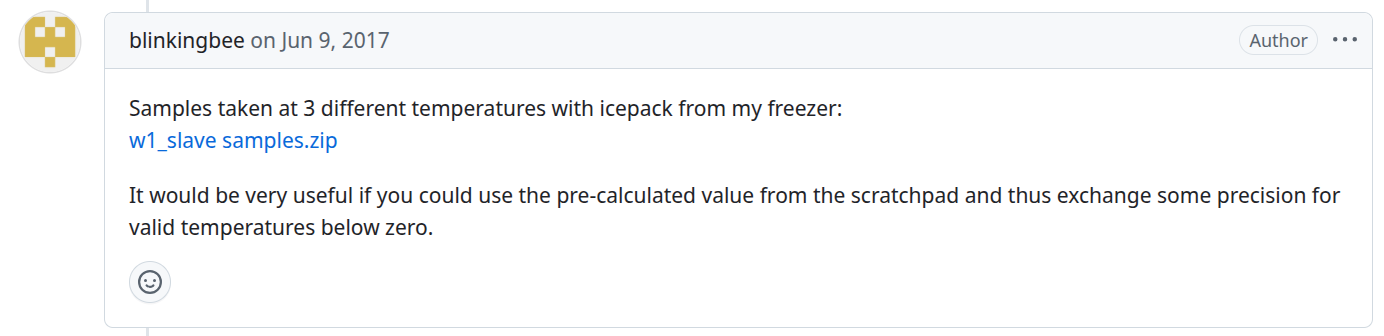 blinkingbee on Jun 9, 2017
Author
Samples taken at 3 different temperatures with icepack from my freezer:
w1_slave samples.zip
It would be very useful if you could use the pre-calculated value from the scratchpad and thus exchange some precision for
valid temperatures below zero.